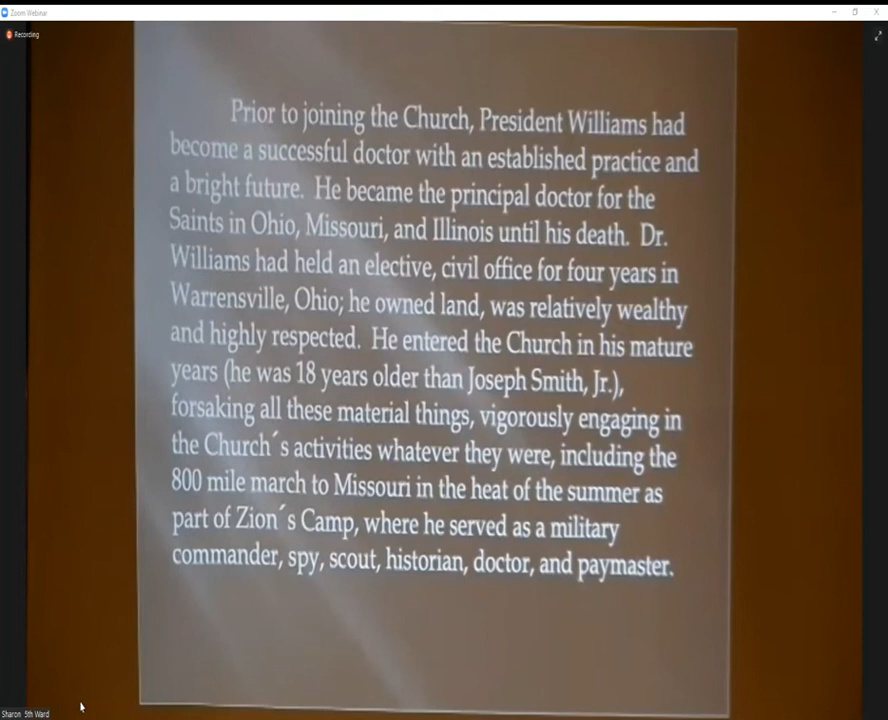 Zoom Webinar
Recording
Prior to joining the Church, President Williams had
become a successful doctor with an established practice and
a bright future. He became the principal doctor for the
Saints in Ohio, Missouri, and Illinois until his death. Dr.
Williams had held an elective, civil office for four years in
Warrensville, Ohio; he owned land, was relatively wealthy
and highly respected. He entered the Church in his mature
years (he was 18 years older than Joseph Smith, Jr.),
forsaking all these material things, vigorously engaging in
the Church´s activities whatever they were, including the
800 mile march to Missouri in the heat of the summer as
part of Zion´s Camp, where he served as a military
commander, spy, scout, historian, doctor, and paymaster.
Sharon 5th Ward